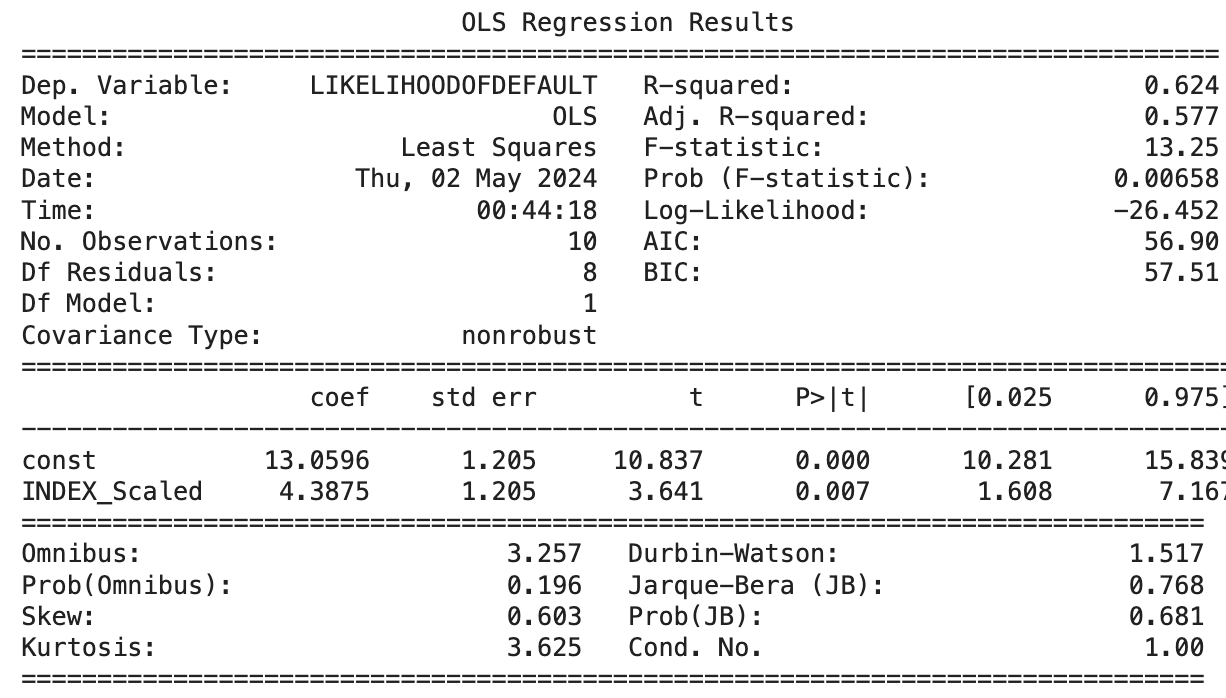 OLS Regression Results
==============================================================================
Dep. Variable: LIKELIHOODOFDEFAULT R-squared: 0.624
Model: OLS Adj. R-squared: 0.577
Method: Least Squares F-statistic: 13.25
Date: Thu, 02 May 2024 Prob (F-statistic): 0.00658
Time: 00:44:18 Log-Likelihood: -26.452
No. Observations: 10 AIC: 56.90
Df Residuals: 8 BIC: 57.51
Df Model: 1
Covariance Type: nonrobust
==============================================================================
coef std err t P>|t| [0.025 0.975]
------------------------------------------------------------------------------
const 13.0596 1.205 10.837 0.000 10.281 15.839
INDEX_Scaled 4.3875 1.205 3.641 0.007 1.608 7.167
==============================================================================
Omnibus: 3.257 Durbin-Watson: 1.517
Prob(Omnibus): 0.196 Jarque-Bera (JB): 0.768
Skew: 0.603 Prob(JB): 0.681
Kurtosis: 3.625 Cond. No. 1.00
==============================================================================